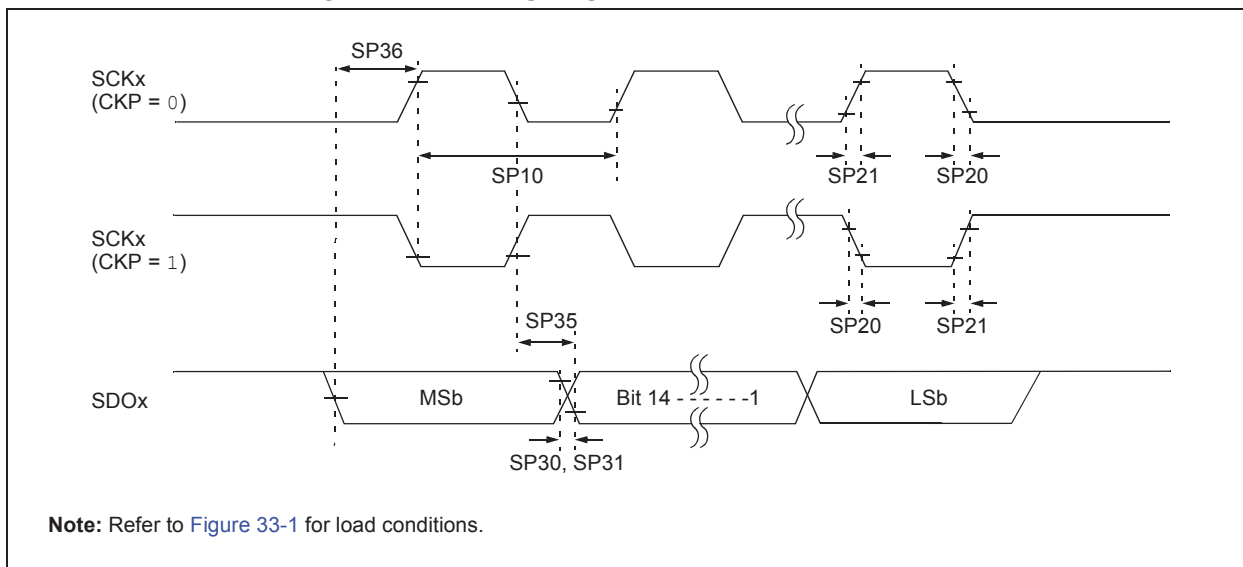 SP36
SCKx
(CKP = 0)
SP10
SP21
SP20
SCKx
(CKP = 1)
SP35
SP20
SP21
SDOx
MSb
Bit 14 - - - - - - -1
LSb
SP30, SP31
Note: Refer to Figure 33-1 for load conditions.